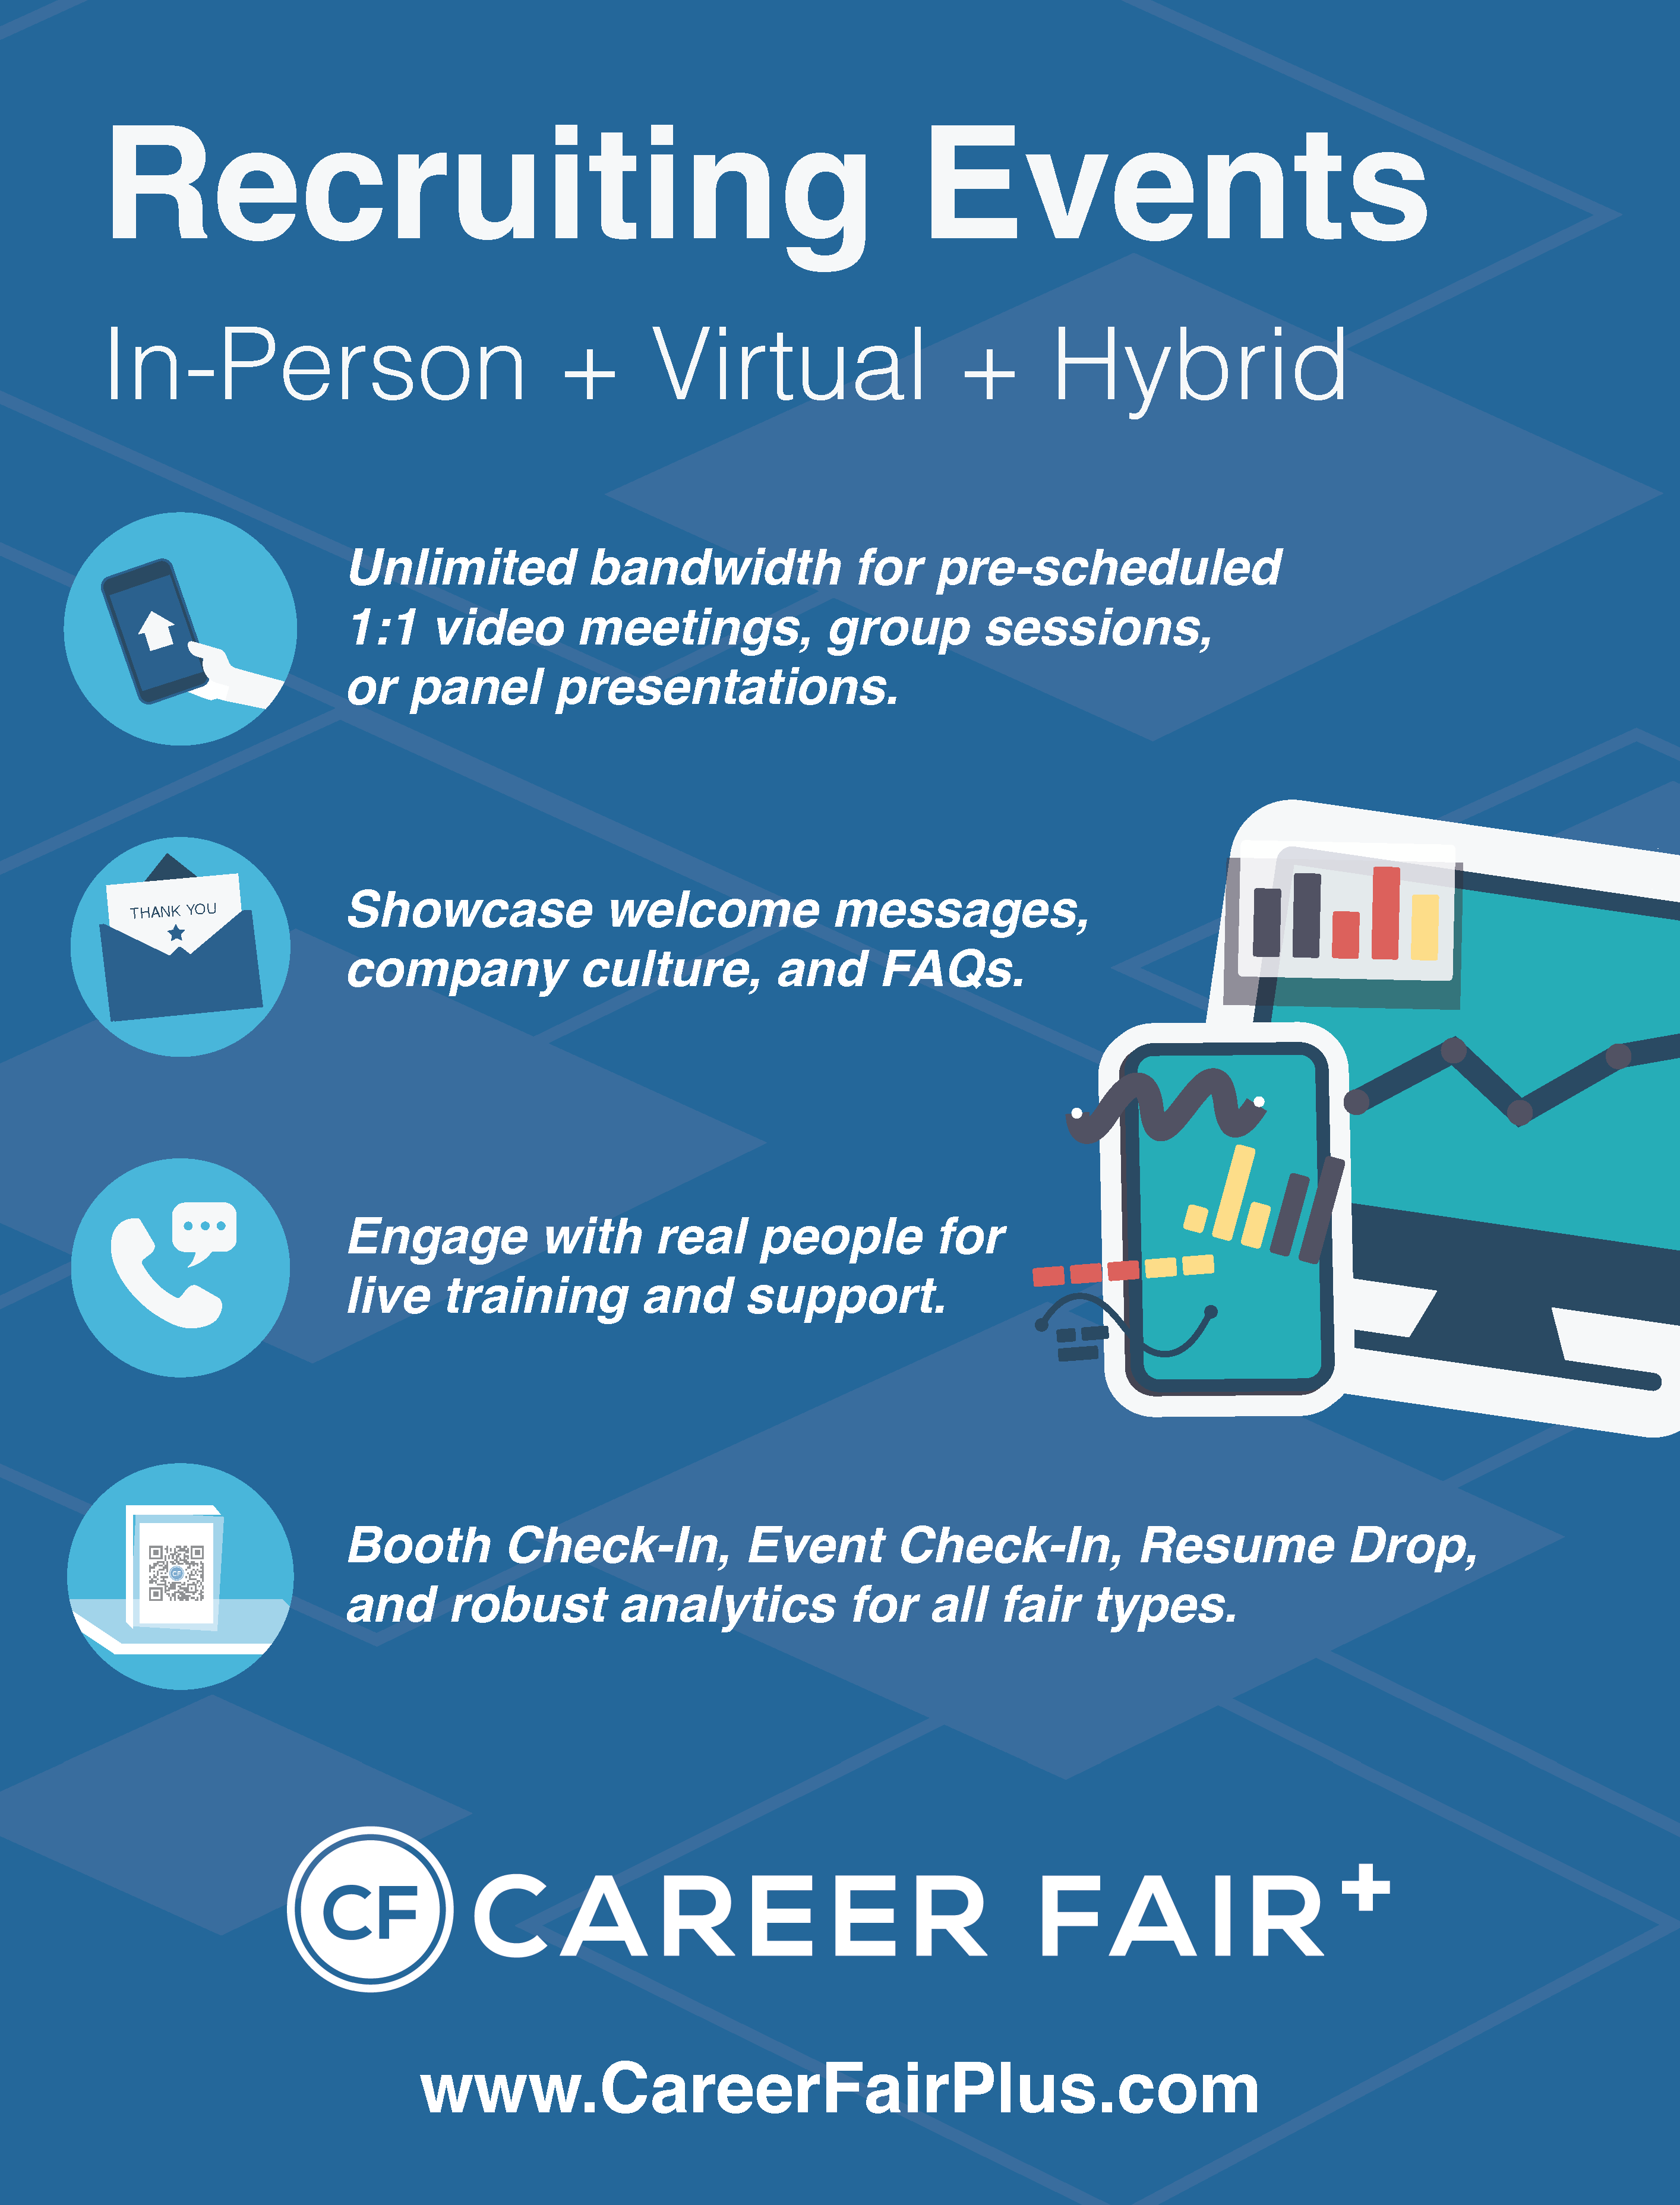 Recruiting Events
In-Person + Virtual + Hybrid
Unlimited bandwidth for pre-scheduled
1:1 video meetings, group sessions,
or panel presentations.
THANK YOU
Showcase welcome messages,
company culture, and FAQs.
Engage with real people for
live training and support.
CF
Booth Check-In, Event Check-In, Resume Drop,
and robust analytics for all fair types.
CF CAREER FAIR+
www.CareerFairPlus.com